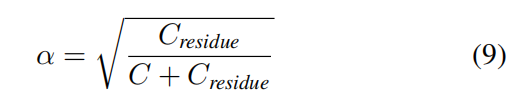 α = √(C_residue / (C + C_residue)) (9)